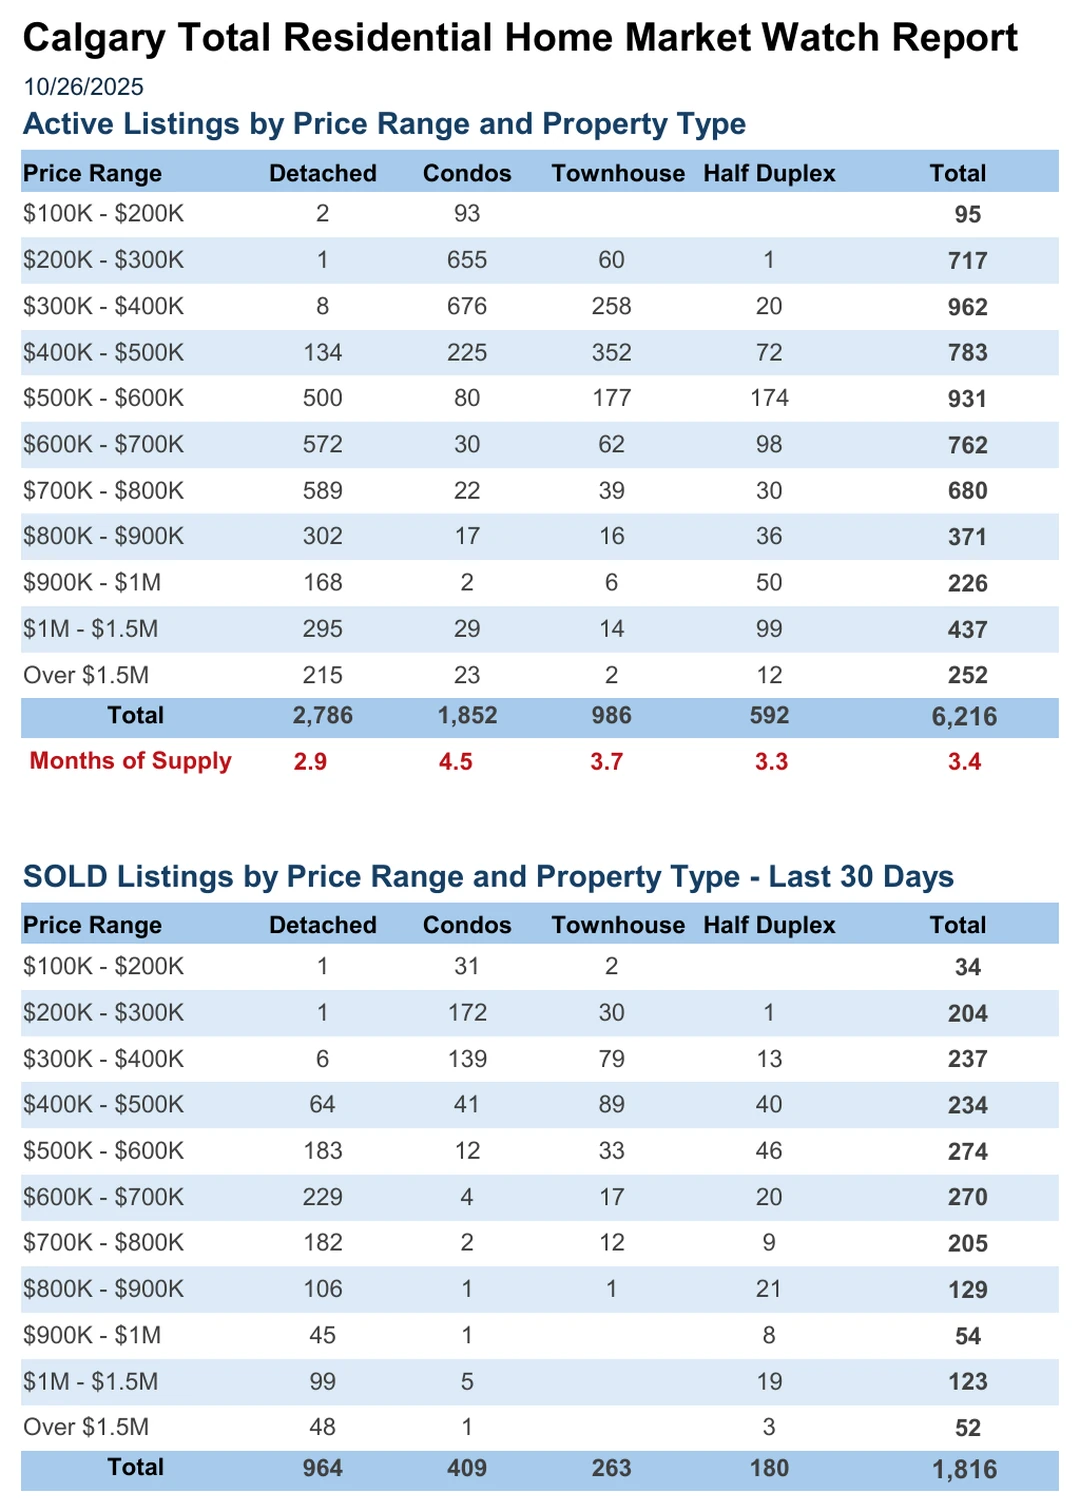 Calgary Total Residential Home Market Watch Report
10/26/2025
Active Listings by Price Range and Property Type
Price Range Detached Condos Townhouse Half Duplex Total
$100K - $200K 2 93 95
$200K - $300K 1 655 60 1 717
$300K - $400K 8 676 258 20 962
$400K - $500K 134 225 352 72 783
$500K - $600K 500 80 177 174 931
$600K - $700K 572 30 62 98 762
$700K - $800K 589 22 39 30 680
$800K - $900K 302 17 16 36 371
$900K - $1M 168 2 6 50 226
$1M - $1.5M 295 29 14 99 437
Over $1.5M 215 23 2 12 252
Total 2,786 1,852 986 592 6,216
Months of Supply 2.9 4.5 3.7 3.3 3.4
SOLD Listings by Price Range and Property Type - Last 30 Days
Price Range Detached Condos Townhouse Half Duplex Total
$100K - $200K 1 31 2 34
$200K - $300K 1 172 30 1 204
$300K - $400K 6 139 79 13 237
$400K - $500K 64 41 89 40 234
$500K - $600K 183 12 33 46 274
$600K - $700K 229 4 17 20 270
$700K - $800K 182 2 12 9 205
$800K - $900K 106 1 1 21 129
$900K - $1M 45 1 8 54
$1M - $1.5M 99 5 19 123
Over $1.5M 48 1 3 52
Total 964 409 263 180 1,816